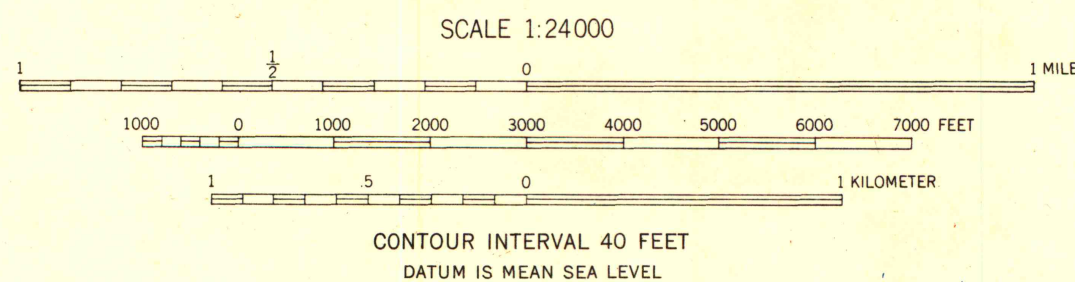 SCALE 1:24000
1 1/2 0 1 MILE
1000 0 1000 2000 3000 4000 5000 6000 7000 FEET
1 .5 0 1 KILOMETER
CONTOUR INTERVAL 40 FEET
DATUM IS MEAN SEA LEVEL